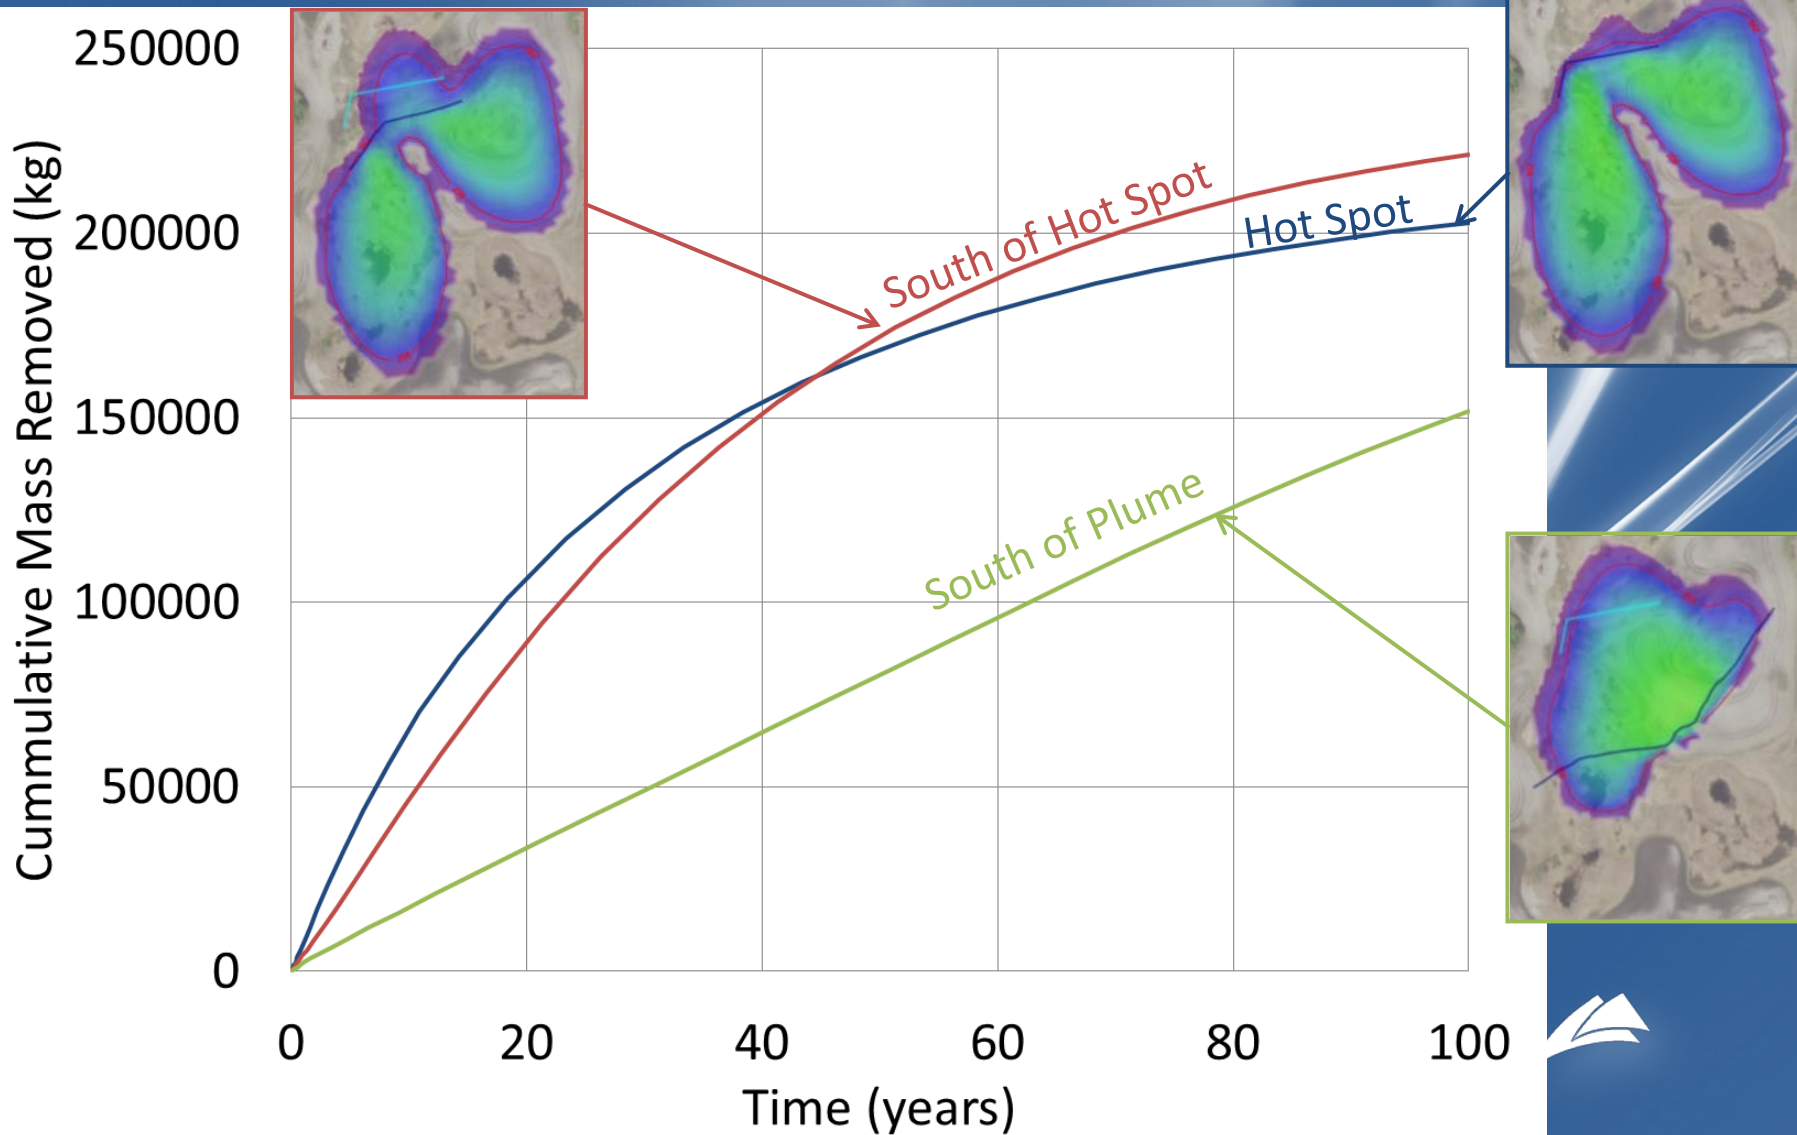 Cummulative Mass Removed (kg)
250000
200000
150000
100000
50000
0
South of Hot Spot
Hot Spot
South of Plume
0 20 40 60 80 100
Time (years)